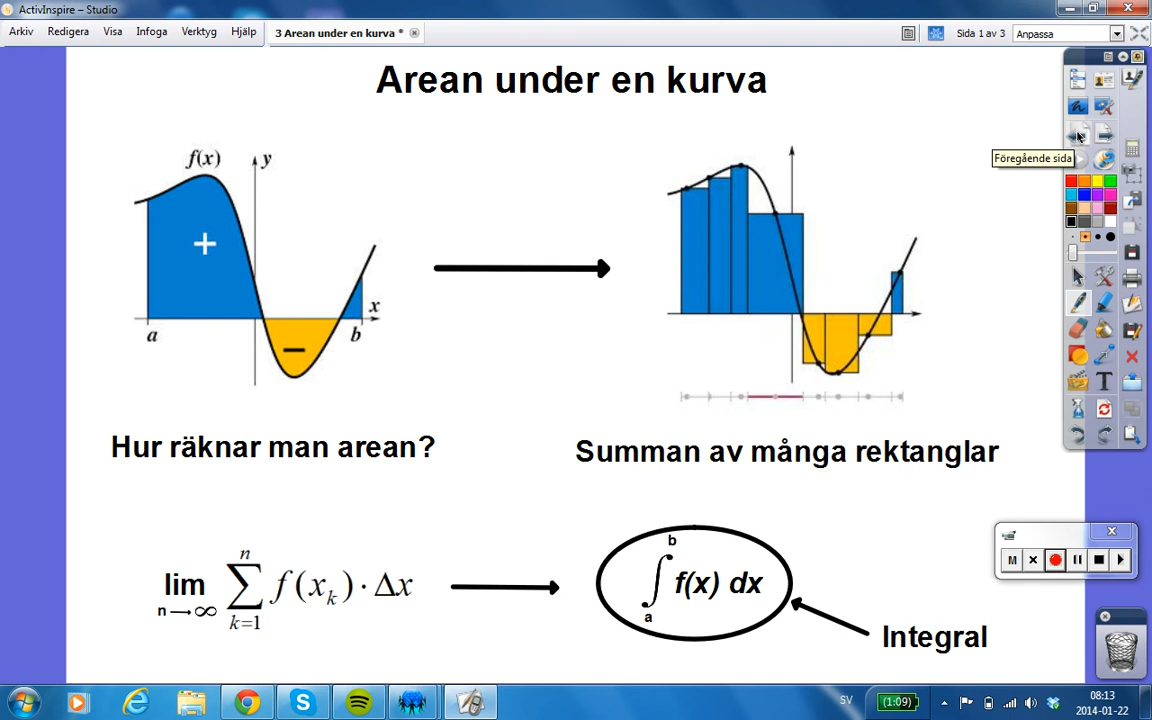 ActivInspire – Studio
Arkiv Redigera Visa Infoga Verktyg Hjälp 3 Arean under en kurva * Sida 1 av 3 Anpassa
Arean under en kurva
f(x) y
+
x
a b
−
Föregående sida
Hur räknar man arean?
Summan av många rektanglar
lim n→∞ ∑ k=1 n f(x_k)·Δx
∫ a b f(x) dx
Integral
M
SV (1:09) 08:13
2014-01-22